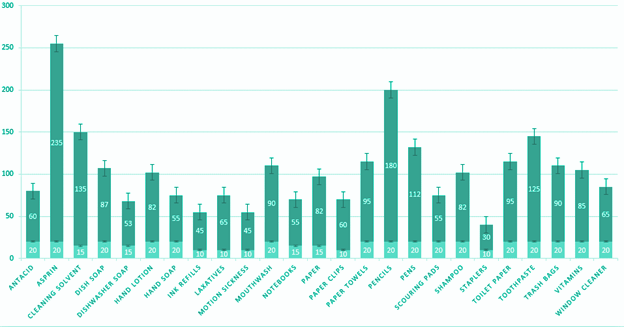 300
250
200
150
100
50
0
60 235 135 87 53 82 55 45 65 45 90 55 82 60 95 180 112 55 82 30 95 125 90 85 65
20 20 15 20 15 20 20 10 10 10 20 15 15 10 20 20 20 20 20 10 20 20 20 20 20
ANTACID
ASPRIN
CLEANING SOLVENT
DISH SOAP
DISHWASHER SOAP
HAND LOTION
HAND SOAP
INK REFILLS
LAXATIVES
MOTION SICKNESS
MOUTHWASH
NOTEBOOKS
PAPER
PAPER CLIPS
PAPER TOWELS
PENCILS
PENS
SCOURING PADS
SHAMPOO
STAPLERS
TOILET PAPER
TOOTHPASTE
TRASH BAGS
VITAMINS
WINDOW CLEANER